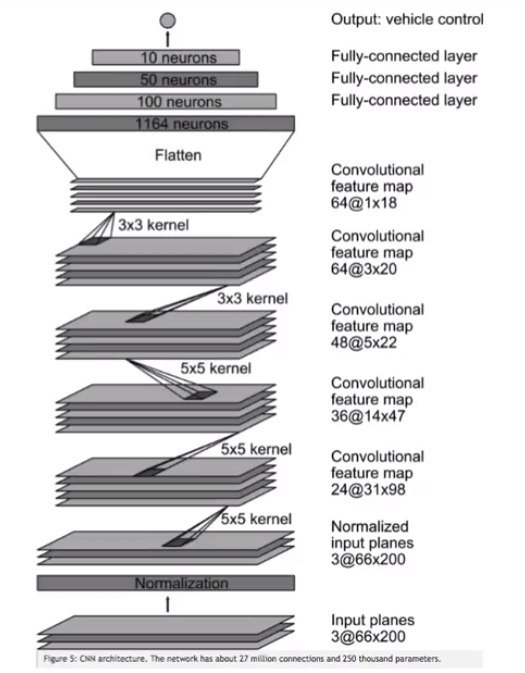 Output: vehicle control
10 neurons
Fully-connected layer
50 neurons
Fully-connected layer
100 neurons
Fully-connected layer
1164 neurons
Flatten
Convolutional
feature map
64@1x18
3x3 kernel
Convolutional
feature map
64@3x20
3x3 kernel
Convolutional
feature map
48@5x22
5x5 kernel
Convolutional
feature map
36@14x47
5x5 kernel
Convolutional
feature map
24@31x98
5x5 kernel
Normalized
input planes
3@66x200
Normalization
Input planes
3@66x200
Figure 5: CNN architecture. The network has about 27 million connections and 250 thousand parameters.